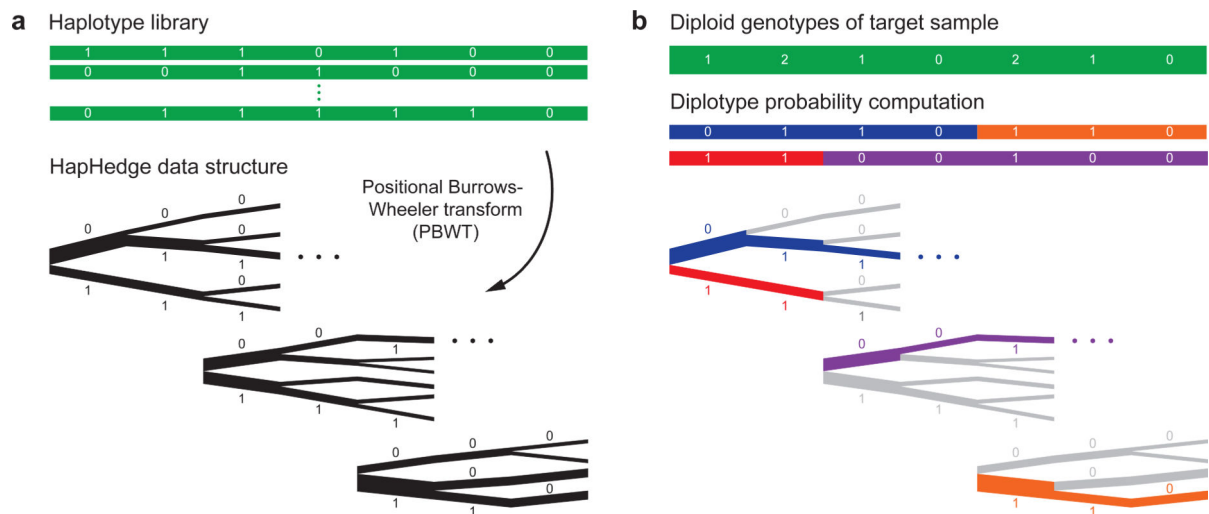 a Haplotype library
1 1 1 0 1 0 0
0 0 1 1 0 0 0
0 1 1 1 1 1 0
HapHedge data structure
Positional Burrows-
Wheeler transform
(PBWT)
0 0 0
0
1 1
0
1 1 1
0 0
1
1 1
1
0 0 0
0
1 1 0
b Diploid genotypes of target sample
1 2 1 0 2 1 0
Diplotype probability computation
0 1 1 0 1 1 0
1 1 0 0 1 0 0
0 0 0
0
1 1
0
1 1 1
0 0
1
1 1
1
0 0 0
0
1 1 0